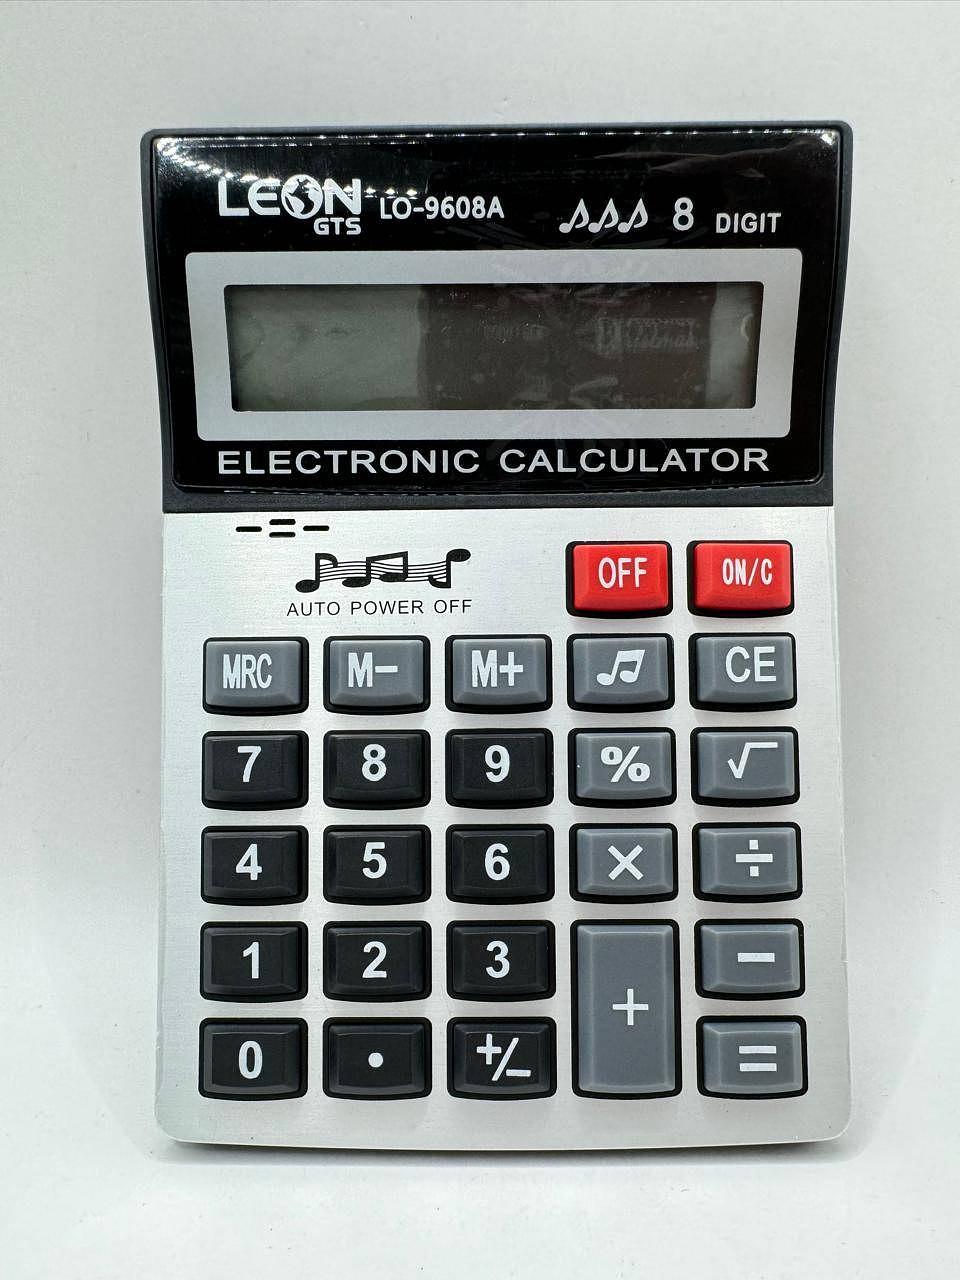 LEON LO-9608A 8 DIGIT
GTS
ELECTRONIC CALCULATOR
AUTO POWER OFF
OFF ON/C
MRC M− M+ CE
7 8 9 % √
4 5 6 × ÷
1 2 3 −
0 . +/− + =